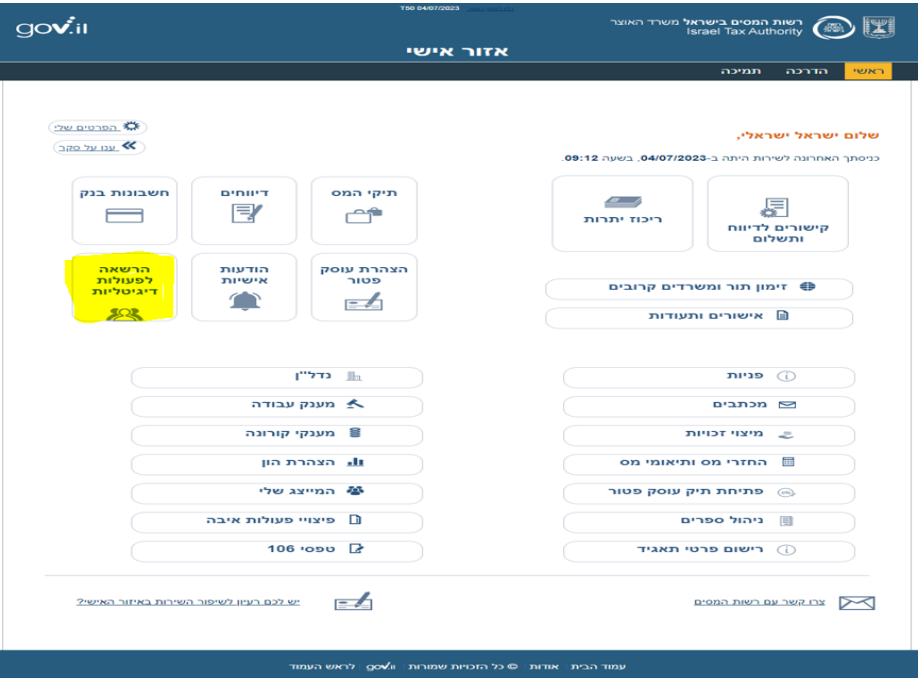 T50 04/07/2023
gov.il
רשות המסים בישראל משרד האוצר
Israel Tax Authority
אזור אישי
ראשי הדרכה תמיכה
הפרטים שלי
ענו על סקר
שלום ישראל ישראלי,
כניסתך האחרונה לשירות היתה ב-04/07/2023, בשעה 09:12.
קישורים לדיווח
ותשלום
ריכוז יתרות
תיקי המס
דיווחים
חשבונות בנק
הצהרת עוסק
פטור
הודעות
אישיות
הרשאה
לפעולות
דיגיטליות
זימון תור ומשרדים קרובים
אישורים ותעודות
פניות
מכתבים
מיצוי זכויות
החזרי מס ותיאומי מס
פתיחת תיק עוסק פטור
ניהול ספרים
רישום פרטי תאגיד
נדל"ן
מענק עבודה
מענקי קורונה
הצהרת הון
המייצג שלי
פיצויי פעולות איבה
טפסי 106
צרו קשר עם רשות המסים
יש לכם רעיון לשיפור השירות באיזור האישי?
עמוד הבית אודות © כל הזכויות שמורות gov.il לראש העמוד